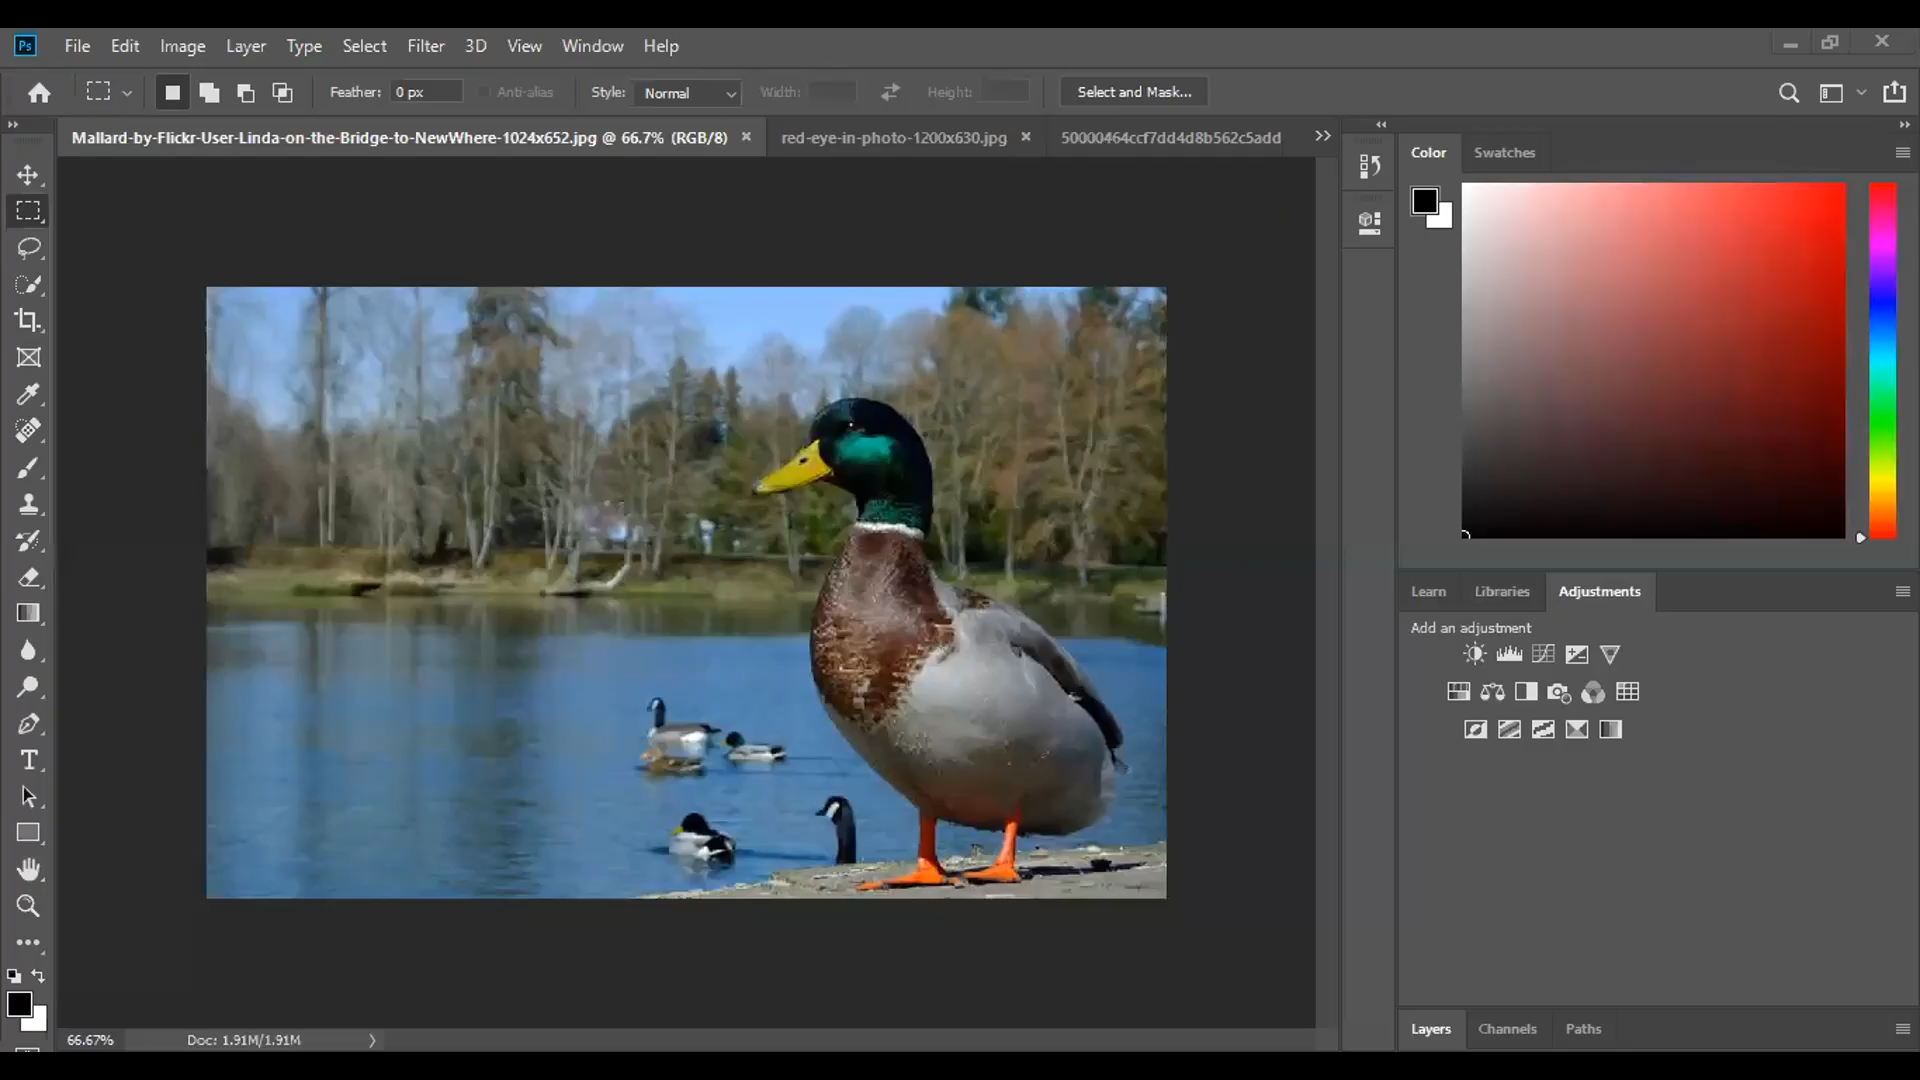 Ps File Edit Image Layer Type Select Filter 3D View Window Help
Feather: 0 px Anti-alias Style: Normal Width: Height: Select and Mask...
Mallard-by-Flickr-User-Linda-on-the-Bridge-to-NewWhere-1024x652.jpg @ 66.7% (RGB/8) red-eye-in-photo-1200x630.jpg 50000464ccf7dd4d8b562c5add
Color Swatches
Learn Libraries Adjustments
Add an adjustment
Layers Channels Paths
66.67% Doc: 1.91M/1.91M